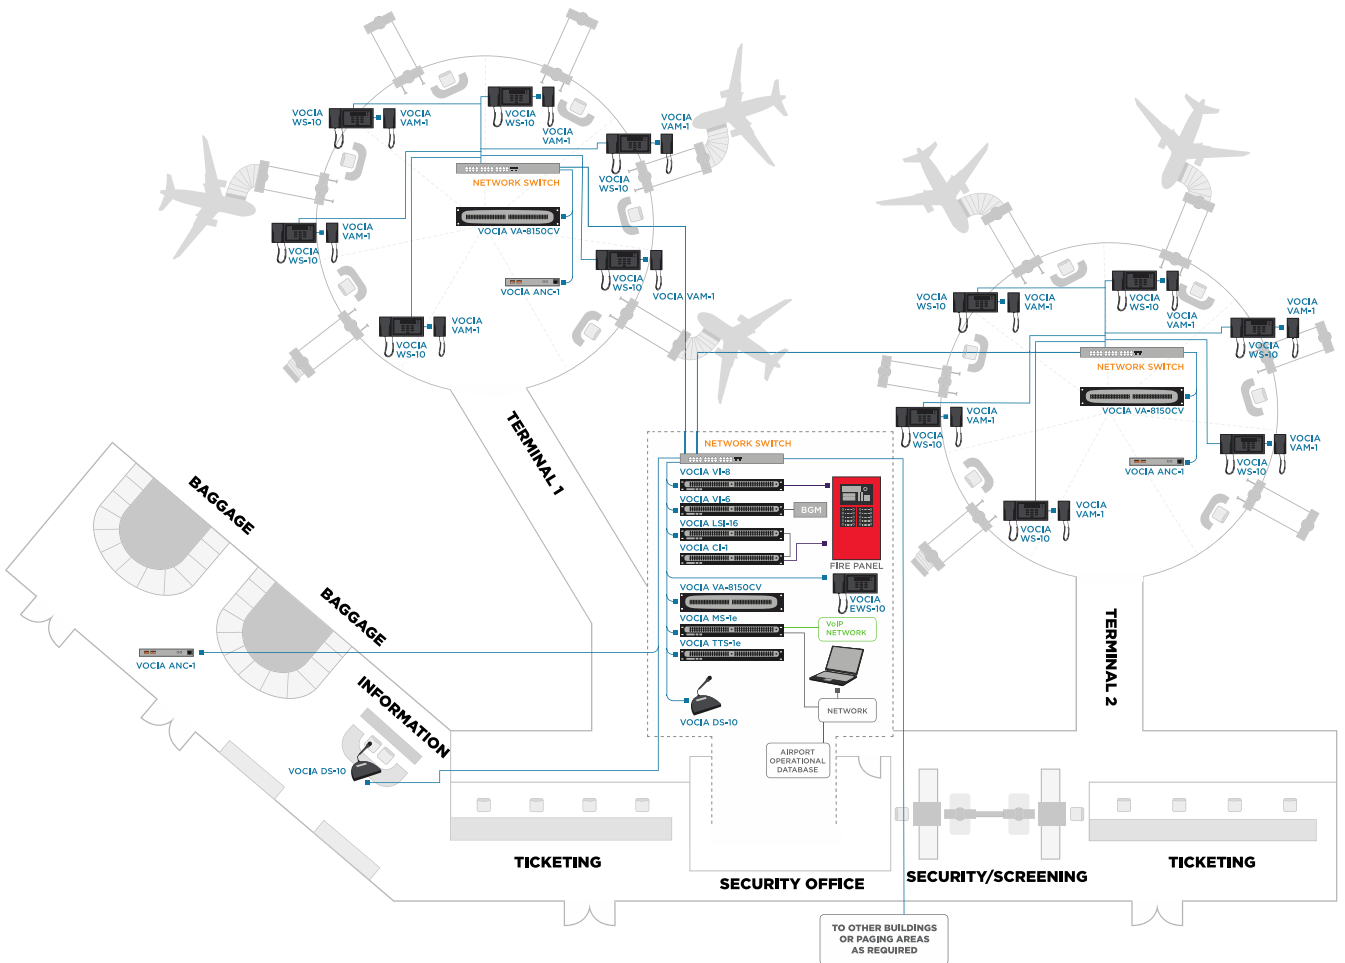 VOCIA
WS-10
VOCIA
VAM-1
VOCIA
WS-10
VOCIA
VAM-1
VOCIA
VAM-1
VOCIA
WS-10
NETWORK SWITCH
VOCIA VA-8150CV
VOCIA
WS-10
VOCIA
VAM-1
VOCIA
WS-10
VOCIA VAM-1
VOCIA ANC-1
VOCIA
WS-10
VOCIA
VAM-1
TERMINAL 1
VOCIA
WS-10
VOCIA
VAM-1
VOCIA
WS-10
VOCIA
VAM-1
VOCIA
VAM-1
VOCIA
WS-10
NETWORK SWITCH
VOCIA VA-8150CV
VOCIA
WS-10
VOCIA
VAM-1
VOCIA
WS-10
VOCIA
VAM-1
VOCIA ANC-1
VOCIA
WS-10
VOCIA
VAM-1
TERMINAL 2
NETWORK SWITCH
VOCIA VI-8
VOCIA VI-6
BGM
VOCIA LSI-16
VOCIA CI-1
FIRE PANEL
VOCIA
EWS-10
VOCIA VA-8150CV
VOCIA MS-1e
VoIP
NETWORK
VOCIA TTS-1e
VOCIA DS-10
NETWORK
AIRPORT
OPERATIONAL
DATABASE
BAGGAGE
BAGGAGE
VOCIA ANC-1
INFORMATION
VOCIA DS-10
TICKETING
SECURITY OFFICE
SECURITY/SCREENING
TICKETING
TO OTHER BUILDINGS
OR PAGING AREAS
AS REQUIRED